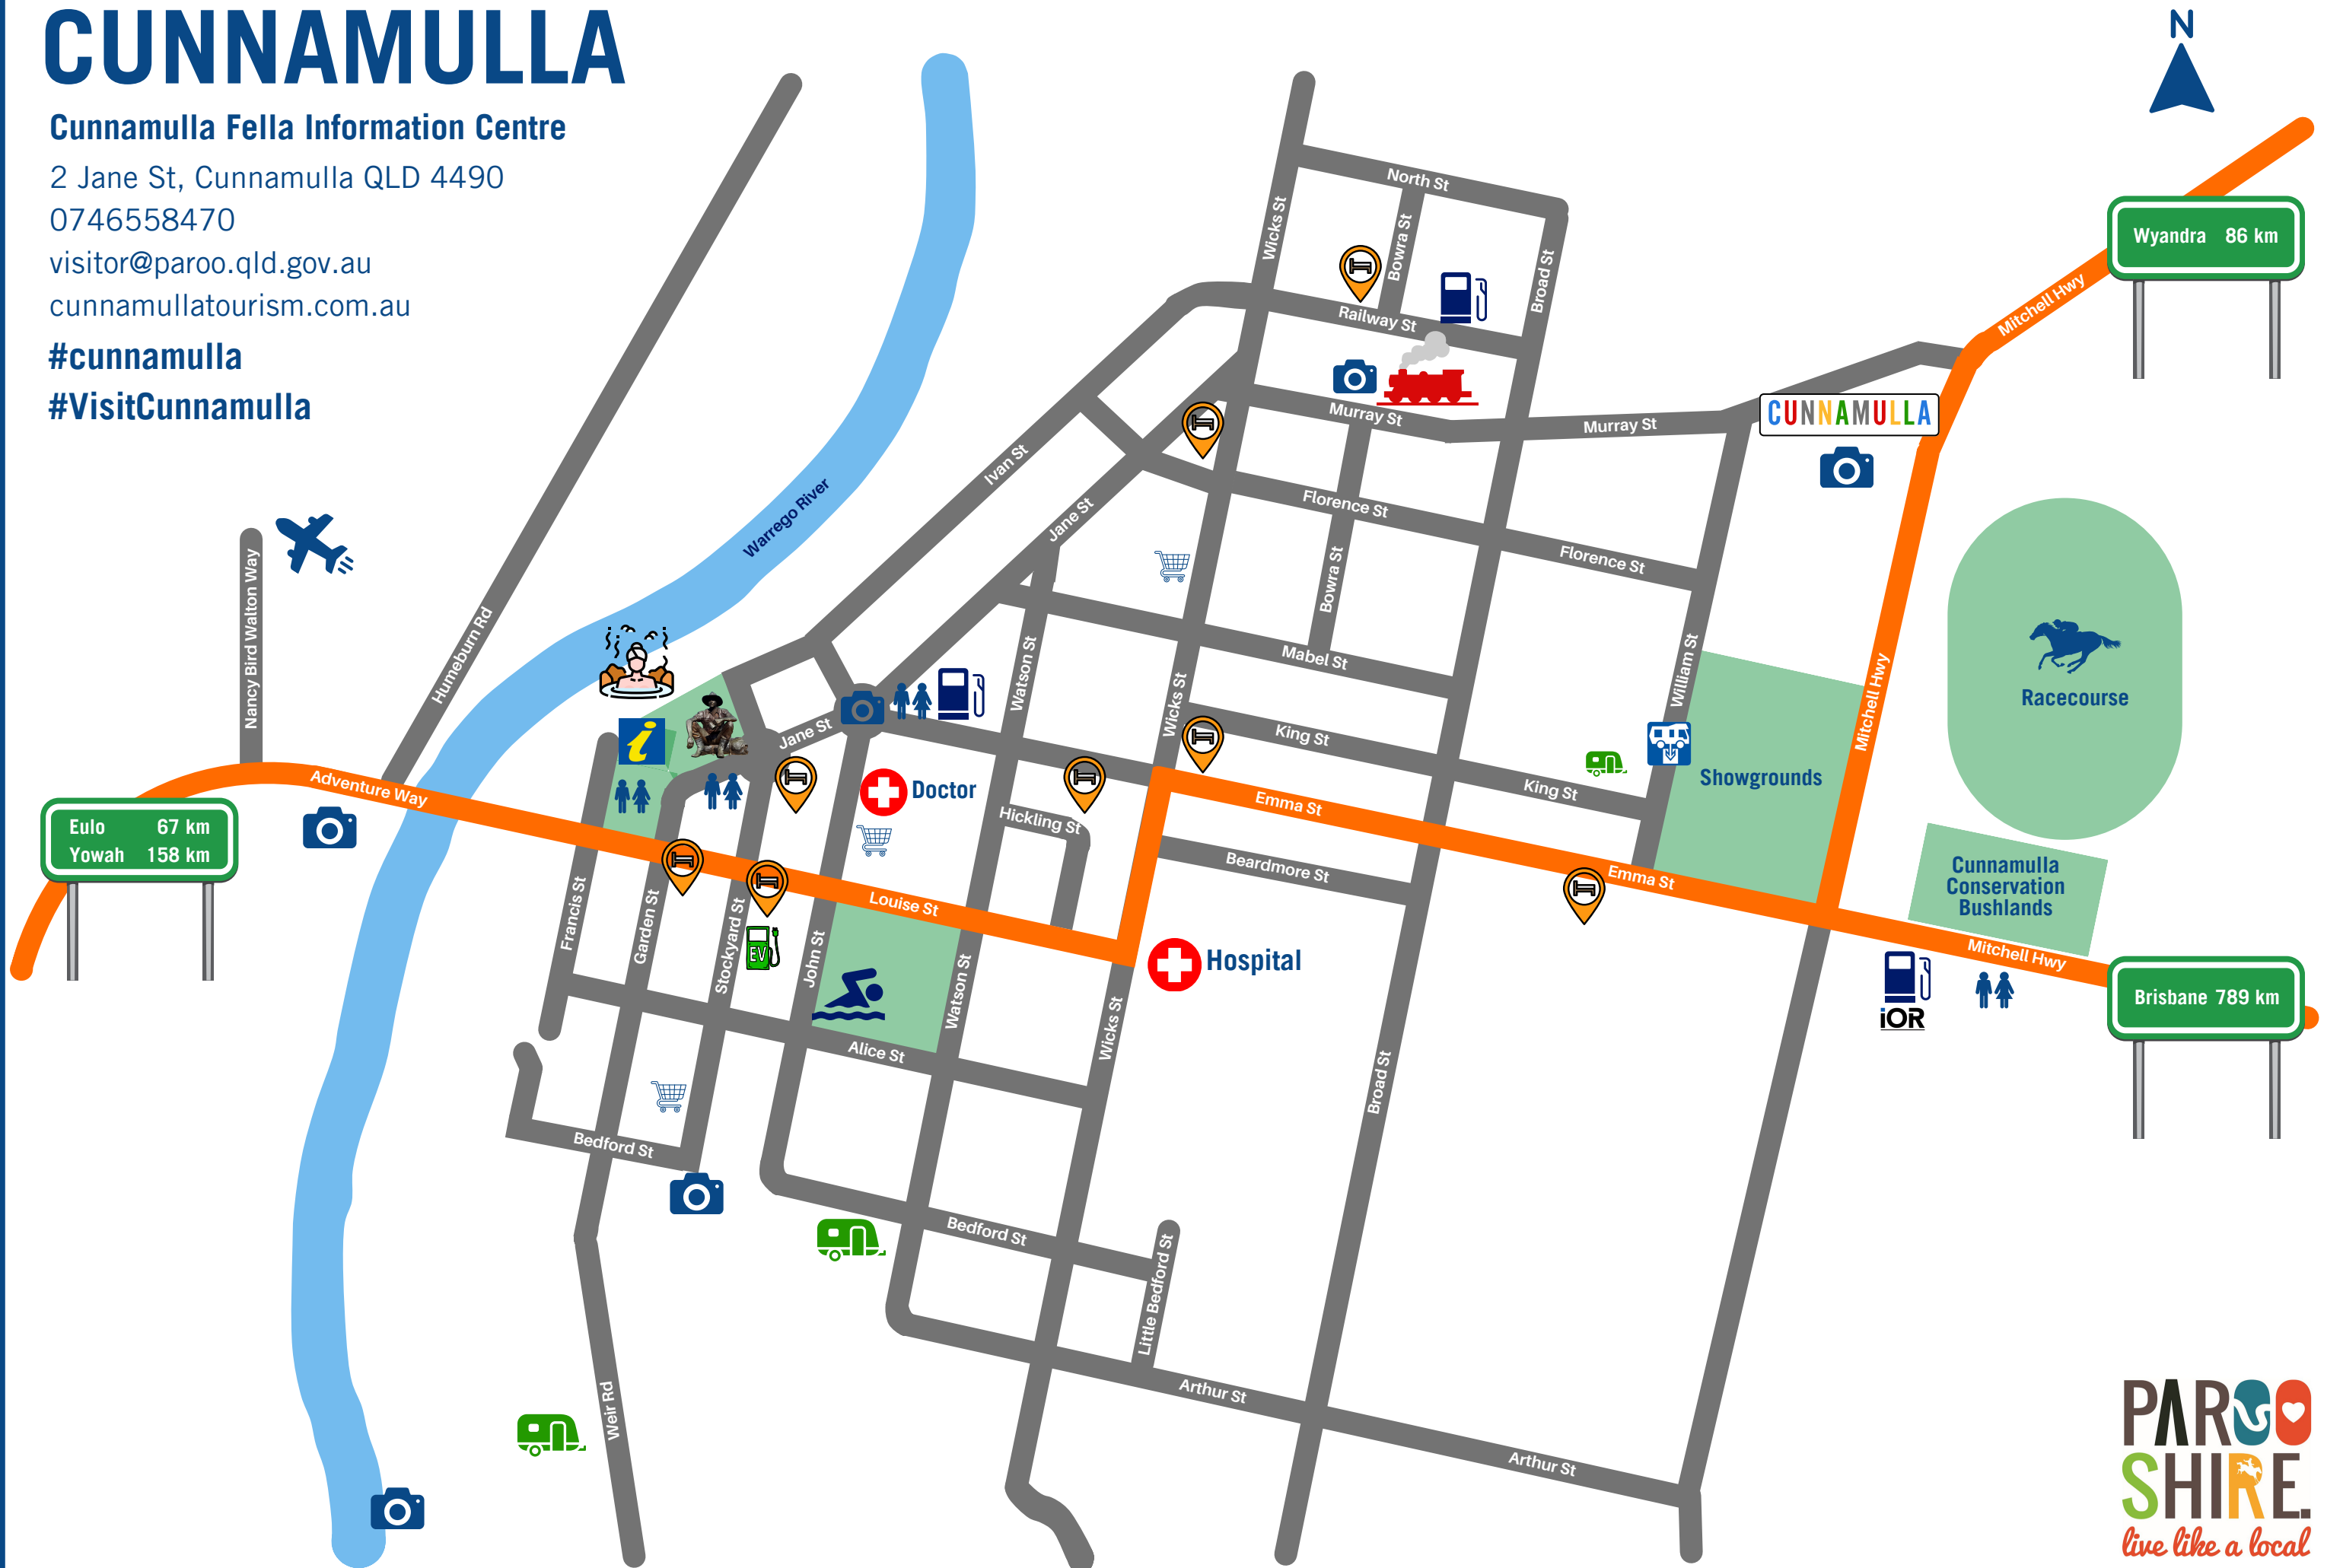 CUNNAMULLA
Cunnamulla Fella Information Centre
2 Jane St, Cunnamulla QLD 4490
0746558470
visitor@paroo.qld.gov.au
cunnamullatourism.com.au
#cunnamulla
#VisitCunnamulla
N
Wyandra 86 km
Mitchell Hwy
North St
Wicks St
Bowra St
Broad St
Railway St
Murray St
Murray St
CUNNAMULLA
Ivan St
Jane St
Florence St
Florence St
Warrego River
Bowra St
Nancy Bird Walton Way
Humeburn Rd
Watson St
Mabel St
William St
Mitchell Hwy
Racecourse
Wicks St
Jane St
King St
King St
Showgrounds
i
Adventure Way
Doctor
Hickling St
Emma St
Emma St
Eulo 67 km
Yowah 158 km
Beardmore St
Cunnamulla
Conservation
Bushlands
Francis St
Garden St
Stockyard St
Louise St
EV
John St
Watson St
Hospital
Mitchell Hwy
iOR
Brisbane 789 km
Alice St
Wicks St
Broad St
Bedford St
Bedford St
Little Bedford St
Weir Rd
Arthur St
Arthur St
PAROO
SHIRE.
live like a local